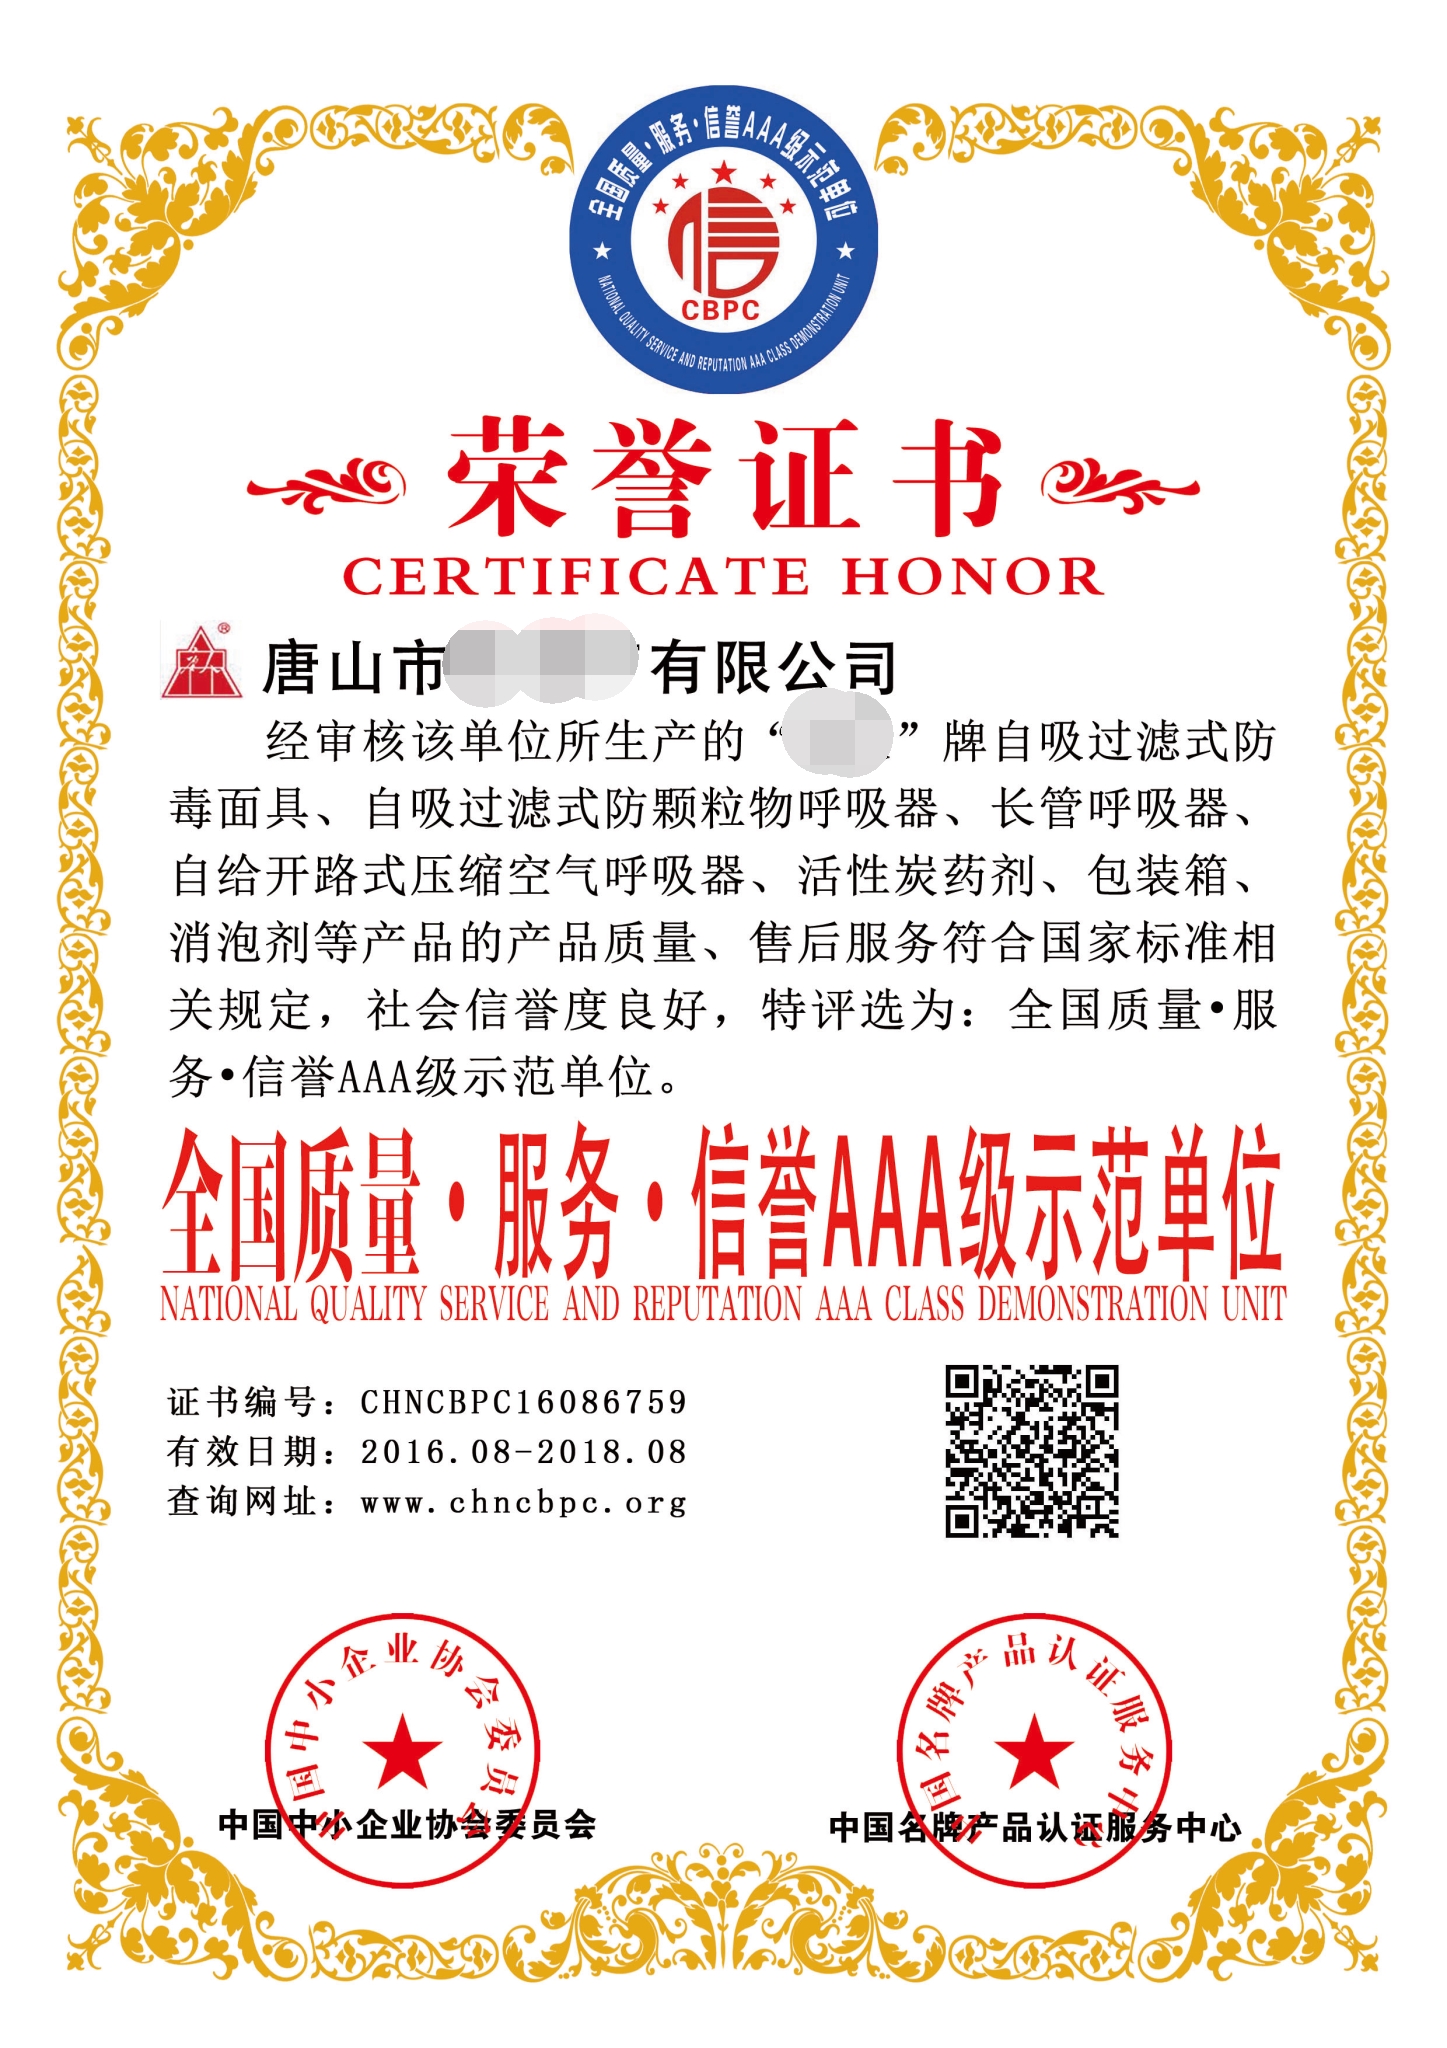 全国质量·服务·信誉AAA级示范单位
CBPC
NATIONAL QUALITY SERVICE AND REPUTATION AAA CLASS DEMONSTRATION UNIT
荣誉证书
CERTIFICATE HONOR
®
唐山市 有限公司
经审核该单位所生产的“ ”牌自吸过滤式防
毒面具、自吸过滤式防颗粒物呼吸器、长管呼吸器、
自给开路式压缩空气呼吸器、活性炭药剂、包装箱、
消泡剂等产品的产品质量、售后服务符合国家标准相
关规定，社会信誉度良好，特评选为：全国质量•服
务•信誉AAA级示范单位。
全国质量·服务·信誉AAA级示范单位
NATIONAL QUALITY SERVICE AND REPUTATION AAA CLASS DEMONSTRATION UNIT
证书编号：CHNCBPC16086759
有效日期：2016.08-2018.08
查询网址：www.chncbpc.org
中国中小企业协会委员会
中国名牌产品认证服务中心
中国中小企业协会委员会
中国名牌产品认证服务中心